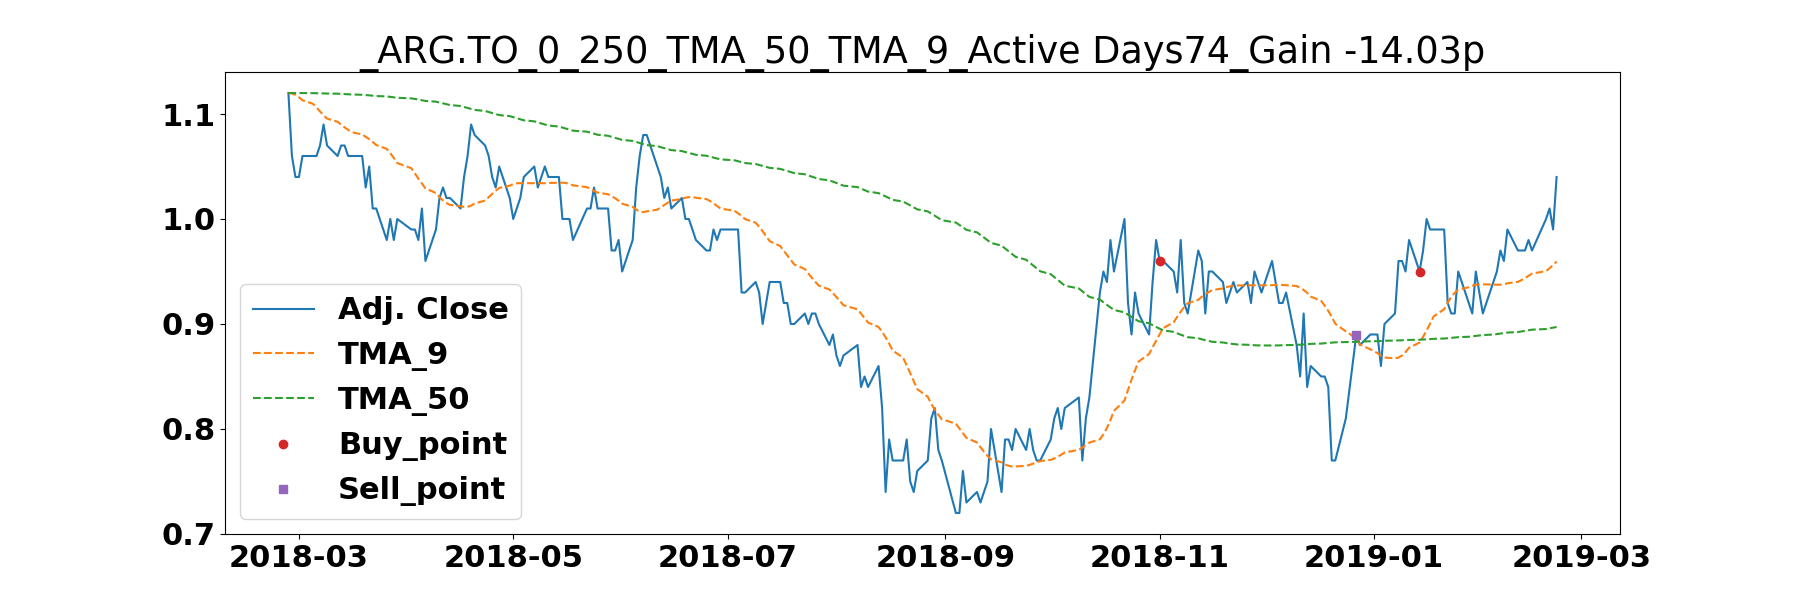 _ARG.TO_0_250_TMA_50_TMA_9_Active Days74_Gain -14.03p
1.1
1.0
0.9
0.8
0.7
Adj. Close
TMA_9
TMA_50
Buy_point
Sell_point
2018-03 2018-05 2018-07 2018-09 2018-11 2019-01 2019-03